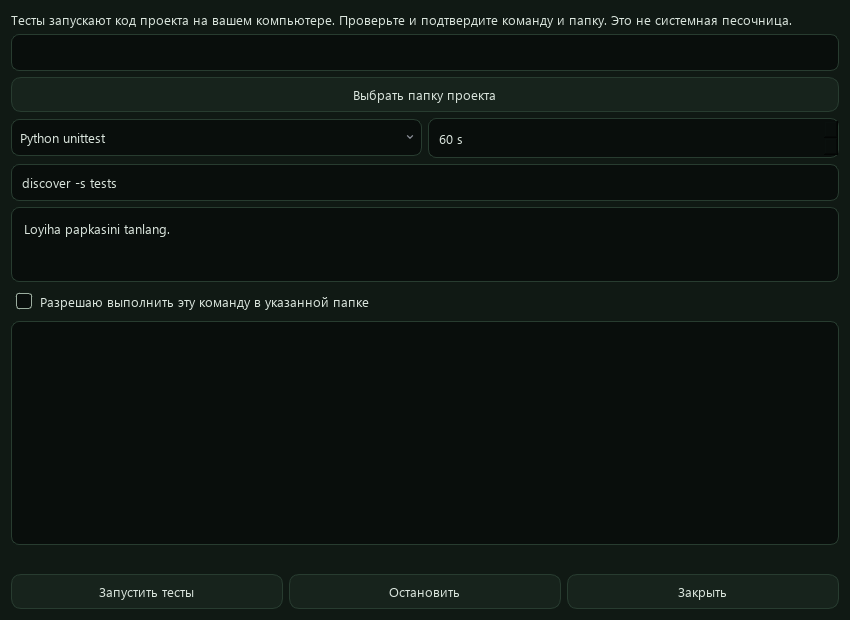 Тесты запускают код проекта на вашем компьютере. Проверьте и подтвердите команду и папку. Это не системная песочница.
Выбрать папку проекта
Python unittest
60 s
discover -s tests
Loyiha papkasini tanlang.
Разрешаю выполнить эту команду в указанной папке
Запустить тесты
Остановить
Закрыть